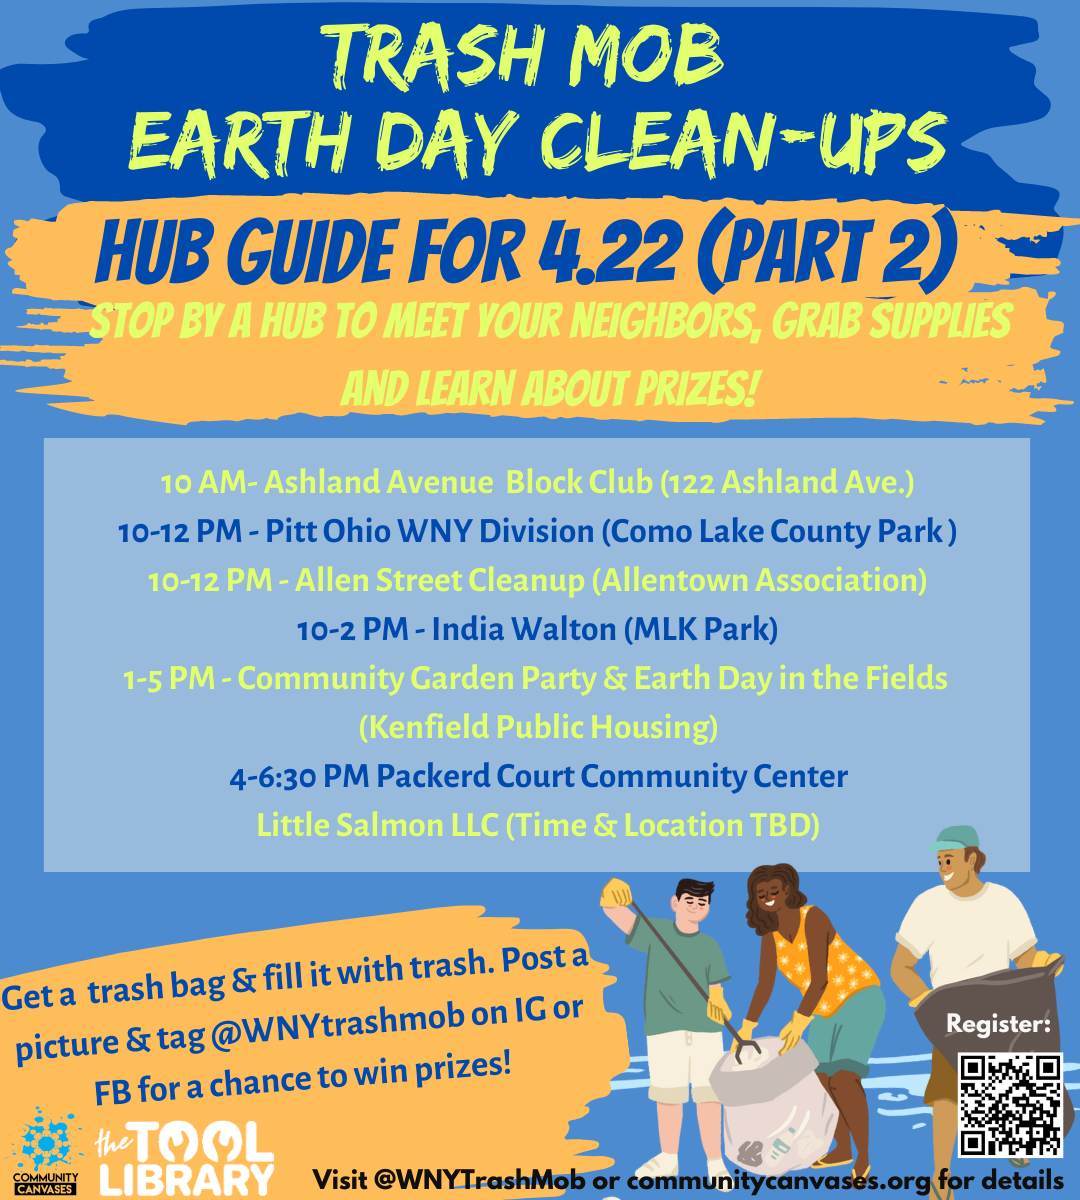 TRASH MOB
EARTH DAY CLEAN-UPS
HUB GUIDE FOR 4.22 (PART 2)
STOP BY A HUB TO MEET YOUR NEIGHBORS, GRAB SUPPLIES
AND LEARN ABOUT PRIZES!
10 AM- Ashland Avenue Block Club (122 Ashland Ave.)
10-12 PM - Pitt Ohio WNY Division (Como Lake County Park )
10-12 PM - Allen Street Cleanup (Allentown Association)
10-2 PM - India Walton (MLK Park)
1-5 PM - Community Garden Party & Earth Day in the Fields
(Kenfield Public Housing)
4-6:30 PM Packerd Court Community Center
Little Salmon LLC (Time & Location TBD)
Get a trash bag & fill it with trash. Post a
picture & tag @WNYtrashmob on IG or
FB for a chance to win prizes!
Register:
COMMUNITY
CANVASES
the TOOL
LIBRARY
Visit @WNYTrashMob or communitycanvases.org for details